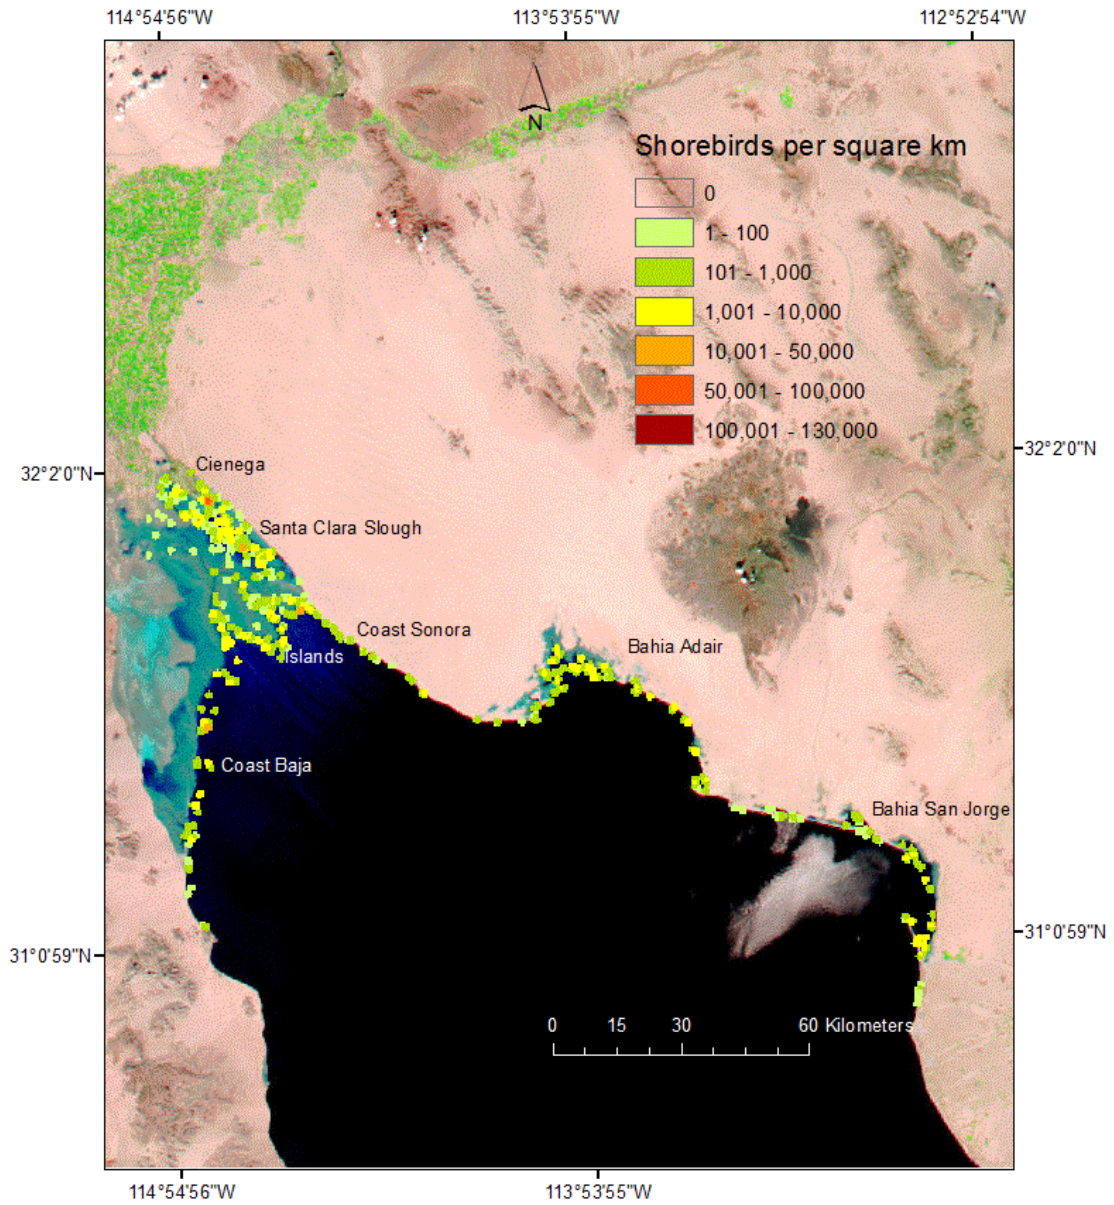 114°54'56"W 113°53'55"W 112°52'54"W
N
Shorebirds per square km
0
1 - 100
101 - 1,000
1,001 - 10,000
10,001 - 50,000
50,001 - 100,000
100,001 - 130,000
32°2'0"N
32°2'0"N
Cienega
Santa Clara Slough
Coast Sonora
Islands
Bahia Adair
Coast Baja
Bahia San Jorge
31°0'59"N
31°0'59"N
0 15 30 60 Kilometers
114°54'56"W 113°53'55"W